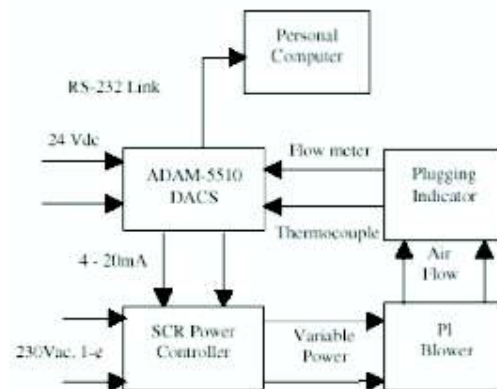 Personal
Computer
RS-232 Link
24 Vdc
Flow meter
ADAM-5510
DACS
Plugging
Indicator
Thermocouple
4 - 20mA
Air
Flow
SCR Power
Controller
Variable
Power
PI
Blower
230Vac, 1-e